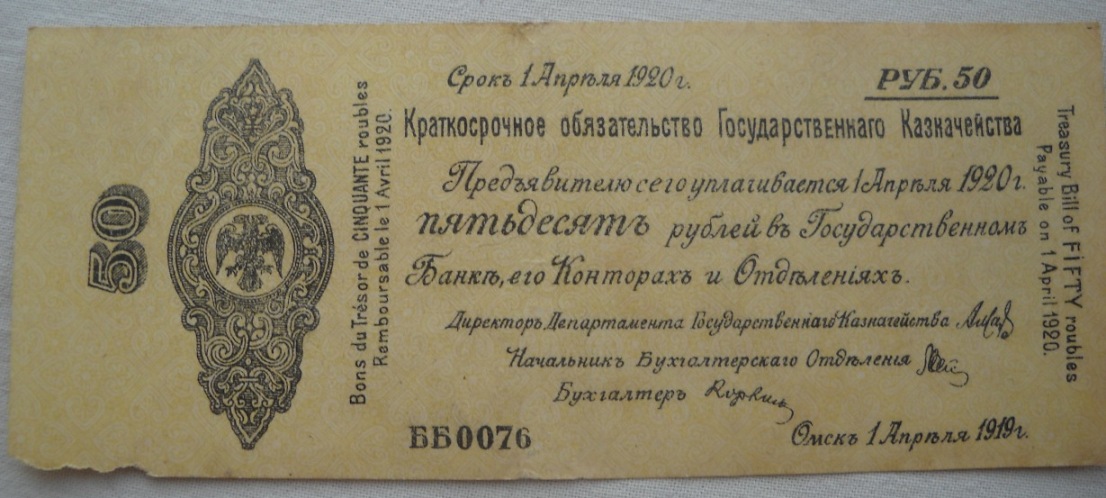 50
Bons du Trésor de CINQUANTE roubles
Remboursable le 1 Avril 1920.
Срокъ 1 Апрѣля 1920 г.
РУБ. 50
Краткосрочное обязательство Государственнаго Казначейства
Предъявителю сего уплачивается 1 Апрѣля 1920 г.
пятьдесятъ рублей въ Государственномъ
Банкѣ, его Конторахъ и Отдѣленіяхъ.
Директоръ Департамента Государственнаго Казначейства
Начальникъ Бухгалтерскаго Отдѣленія
Бухгалтеръ
ББ0076
Омскъ 1 Апрѣля 1919 г.
Treasury Bill of FIFTY roubles
Payable on 1 April 1920.